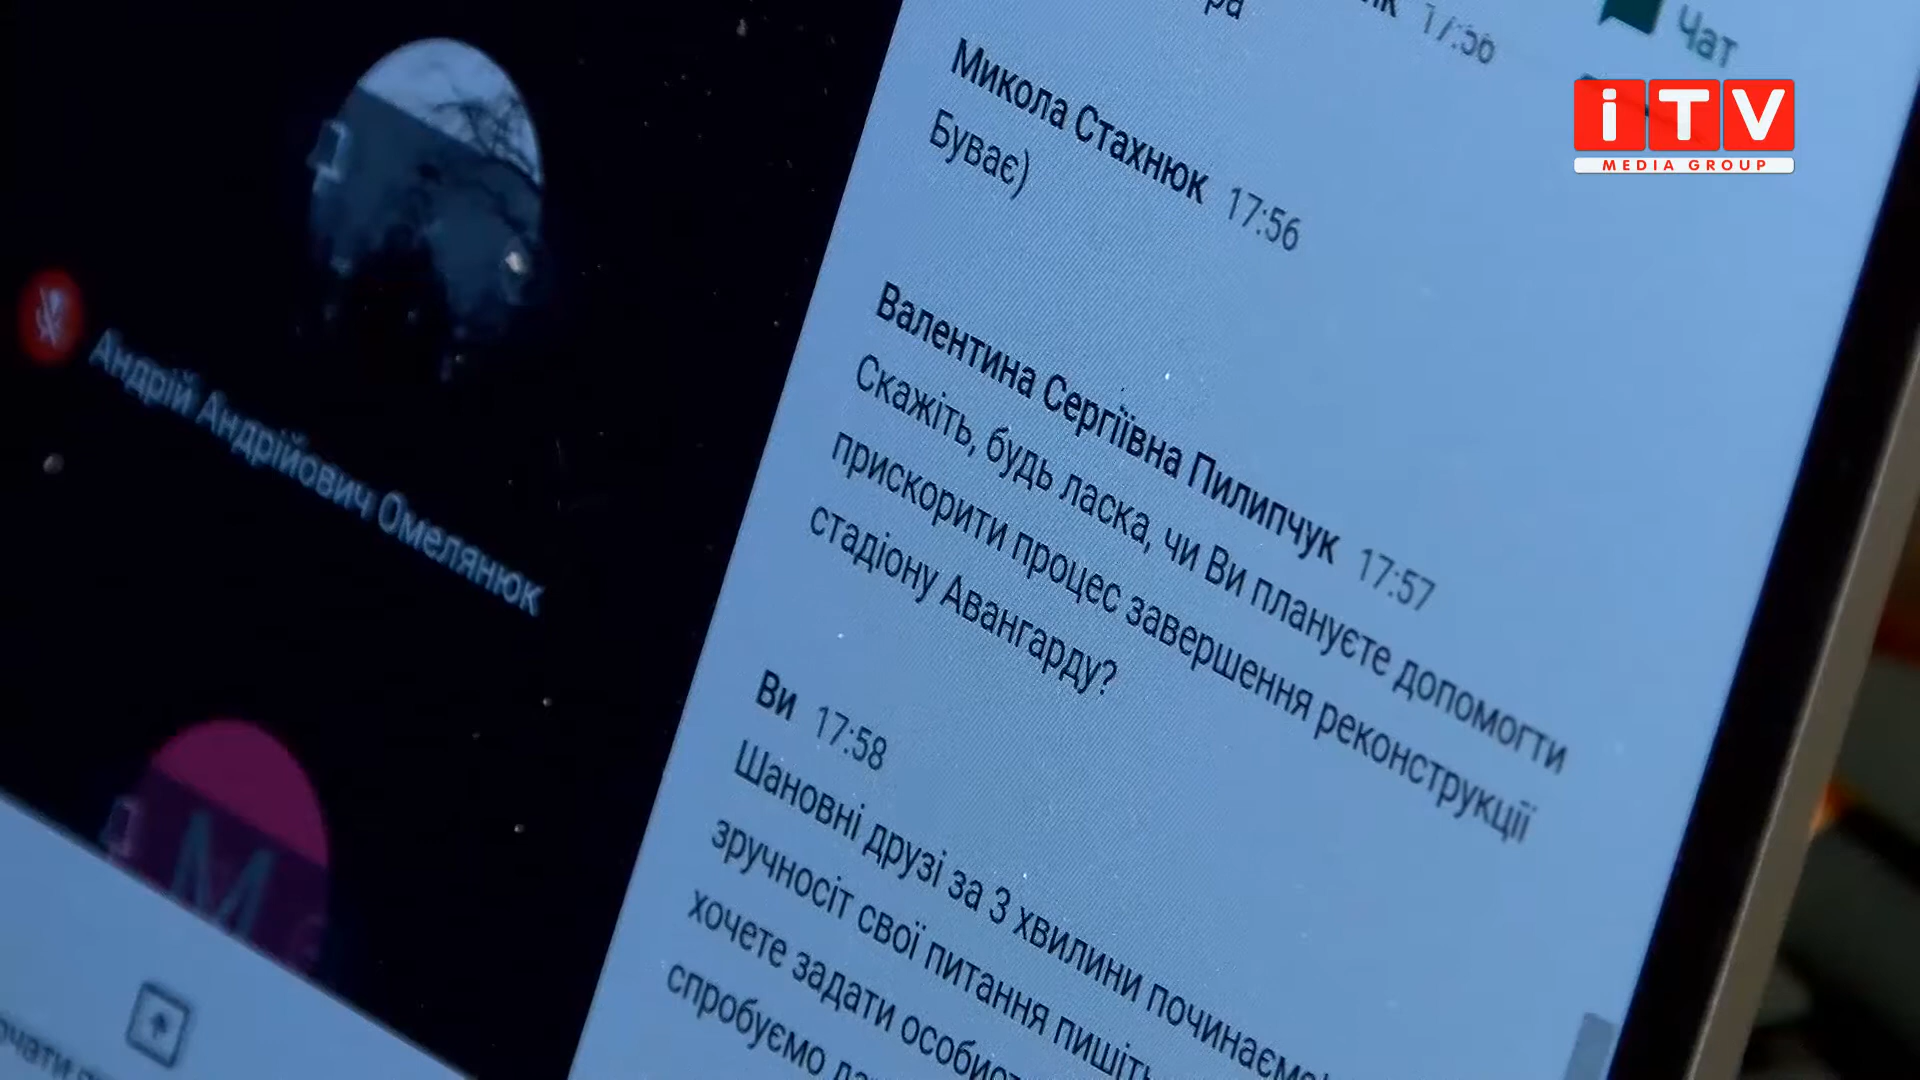 17:56
Чат
Микола Стахнюк 17:56
Буває)
Валентина Сергіївна Пилипчук 17:57
Скажіть, будь ласка, чи Ви плануєте допомогти
прискорити процес завершення реконструкції
стадіону Авангарду?
Ви 17:58
Шановні друзі за 3 хвилини починаємо!
зручносіт свої питання пишіть
хочете задати
спробуємо
Андрій Андрійович Омелянюк
М
iTV
MEDIA GROUP